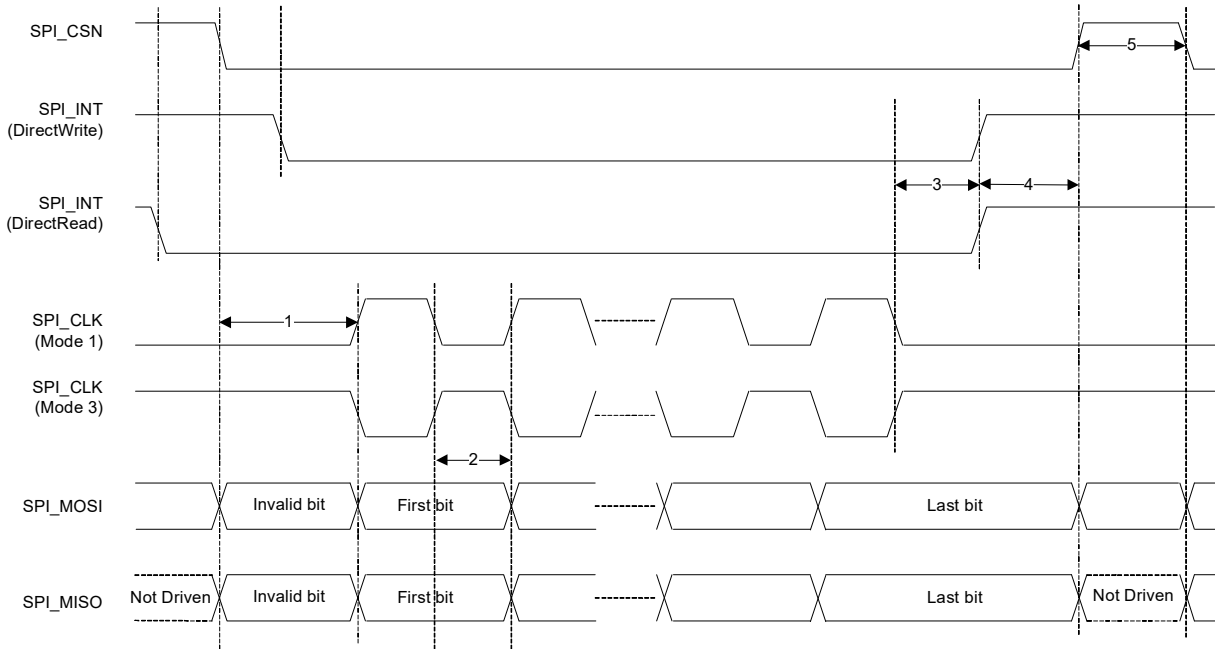 SPI_CSN
5
SPI_INT
(DirectWrite)
3
4
SPI_INT
(DirectRead)
SPI_CLK
(Mode 1)
1
SPI_CLK
(Mode 3)
2
SPI_MOSI
Invalid bit
First bit
Last bit
SPI_MISO
Not Driven
Invalid bit
First bit
Last bit
Not Driven